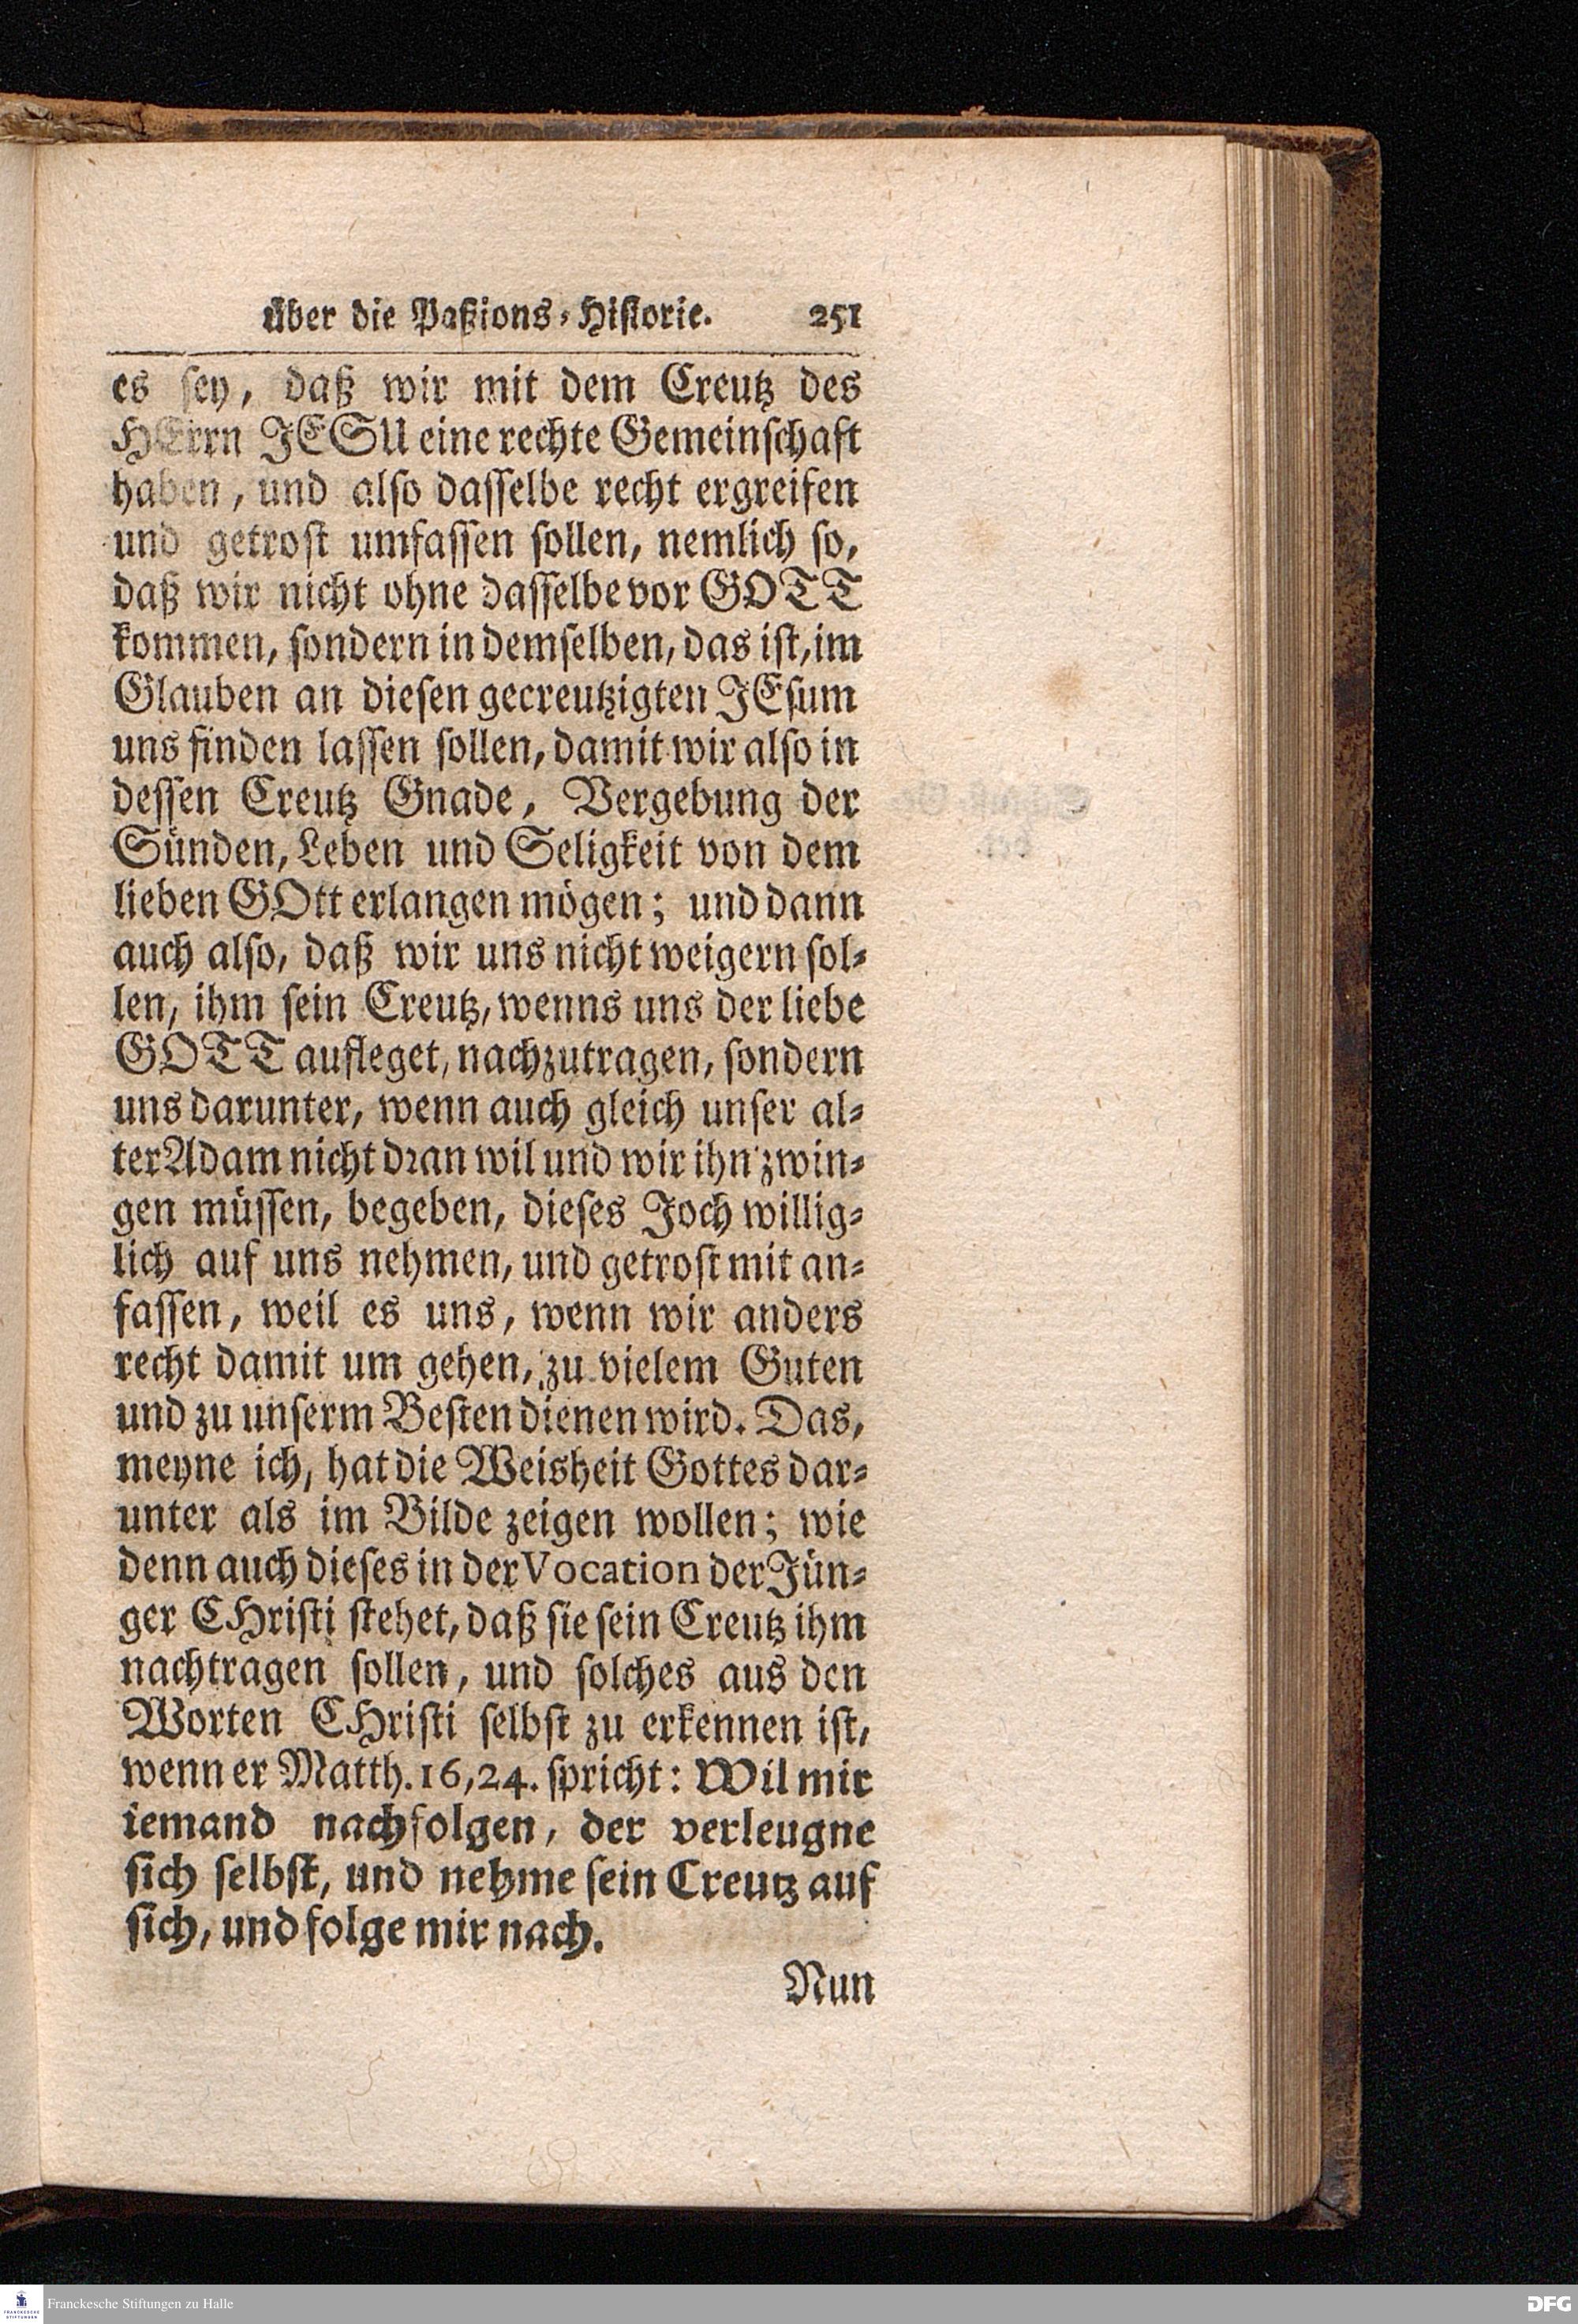 über die Paßions-Historie. 251
es sey, daß wir mit dem Creutz des
HErrn JESU eine rechte Gemeinschaft
haben, und also dasselbe recht ergreifen
und getrost umfassen sollen, nemlich so,
daß wir nicht ohne dasselbe vor GOTT
kommen, sondern in demselben, das ist, im
Glauben an diesen gecreutzigten JEsum
uns finden lassen sollen, damit wir also in
dessen Creutz Gnade, Vergebung der
Sünden, Leben und Seligkeit von dem
lieben GOtt erlangen mögen; und dann
auch also, daß wir uns nicht weigern sol-
len, ihm sein Creutz, wenns uns der liebe
GOTT aufleget, nachzutragen, sondern
uns darunter, wenn auch gleich unser al-
ter Adam nicht dran wil und wir ihn zwin-
gen müssen, begeben, dieses Joch willig-
lich auf uns nehmen, und getrost mit an-
fassen, weil es uns, wenn wir anders
recht damit um gehen, zu vielem Guten
und zu unserm Besten dienen wird. Das,
meyne ich, hat die Weisheit Gottes dar-
unter als im Bilde zeigen wollen; wie
denn auch dieses in der Vocation der Jün-
ger CHristi stehet, daß sie sein Creutz ihm
nachtragen sollen, und solches aus den
Worten CHristi selbst zu erkennen ist,
wenn er Matth. 16,24. spricht: Wil mir
iemand nachfolgen, der verleugne
sich selbst, und nehme sein Creutz auf
sich, und folge mir nach.
Nun
FRANCKESCHE STIFTUNGEN
Franckesche Stiftungen zu Halle
DFG